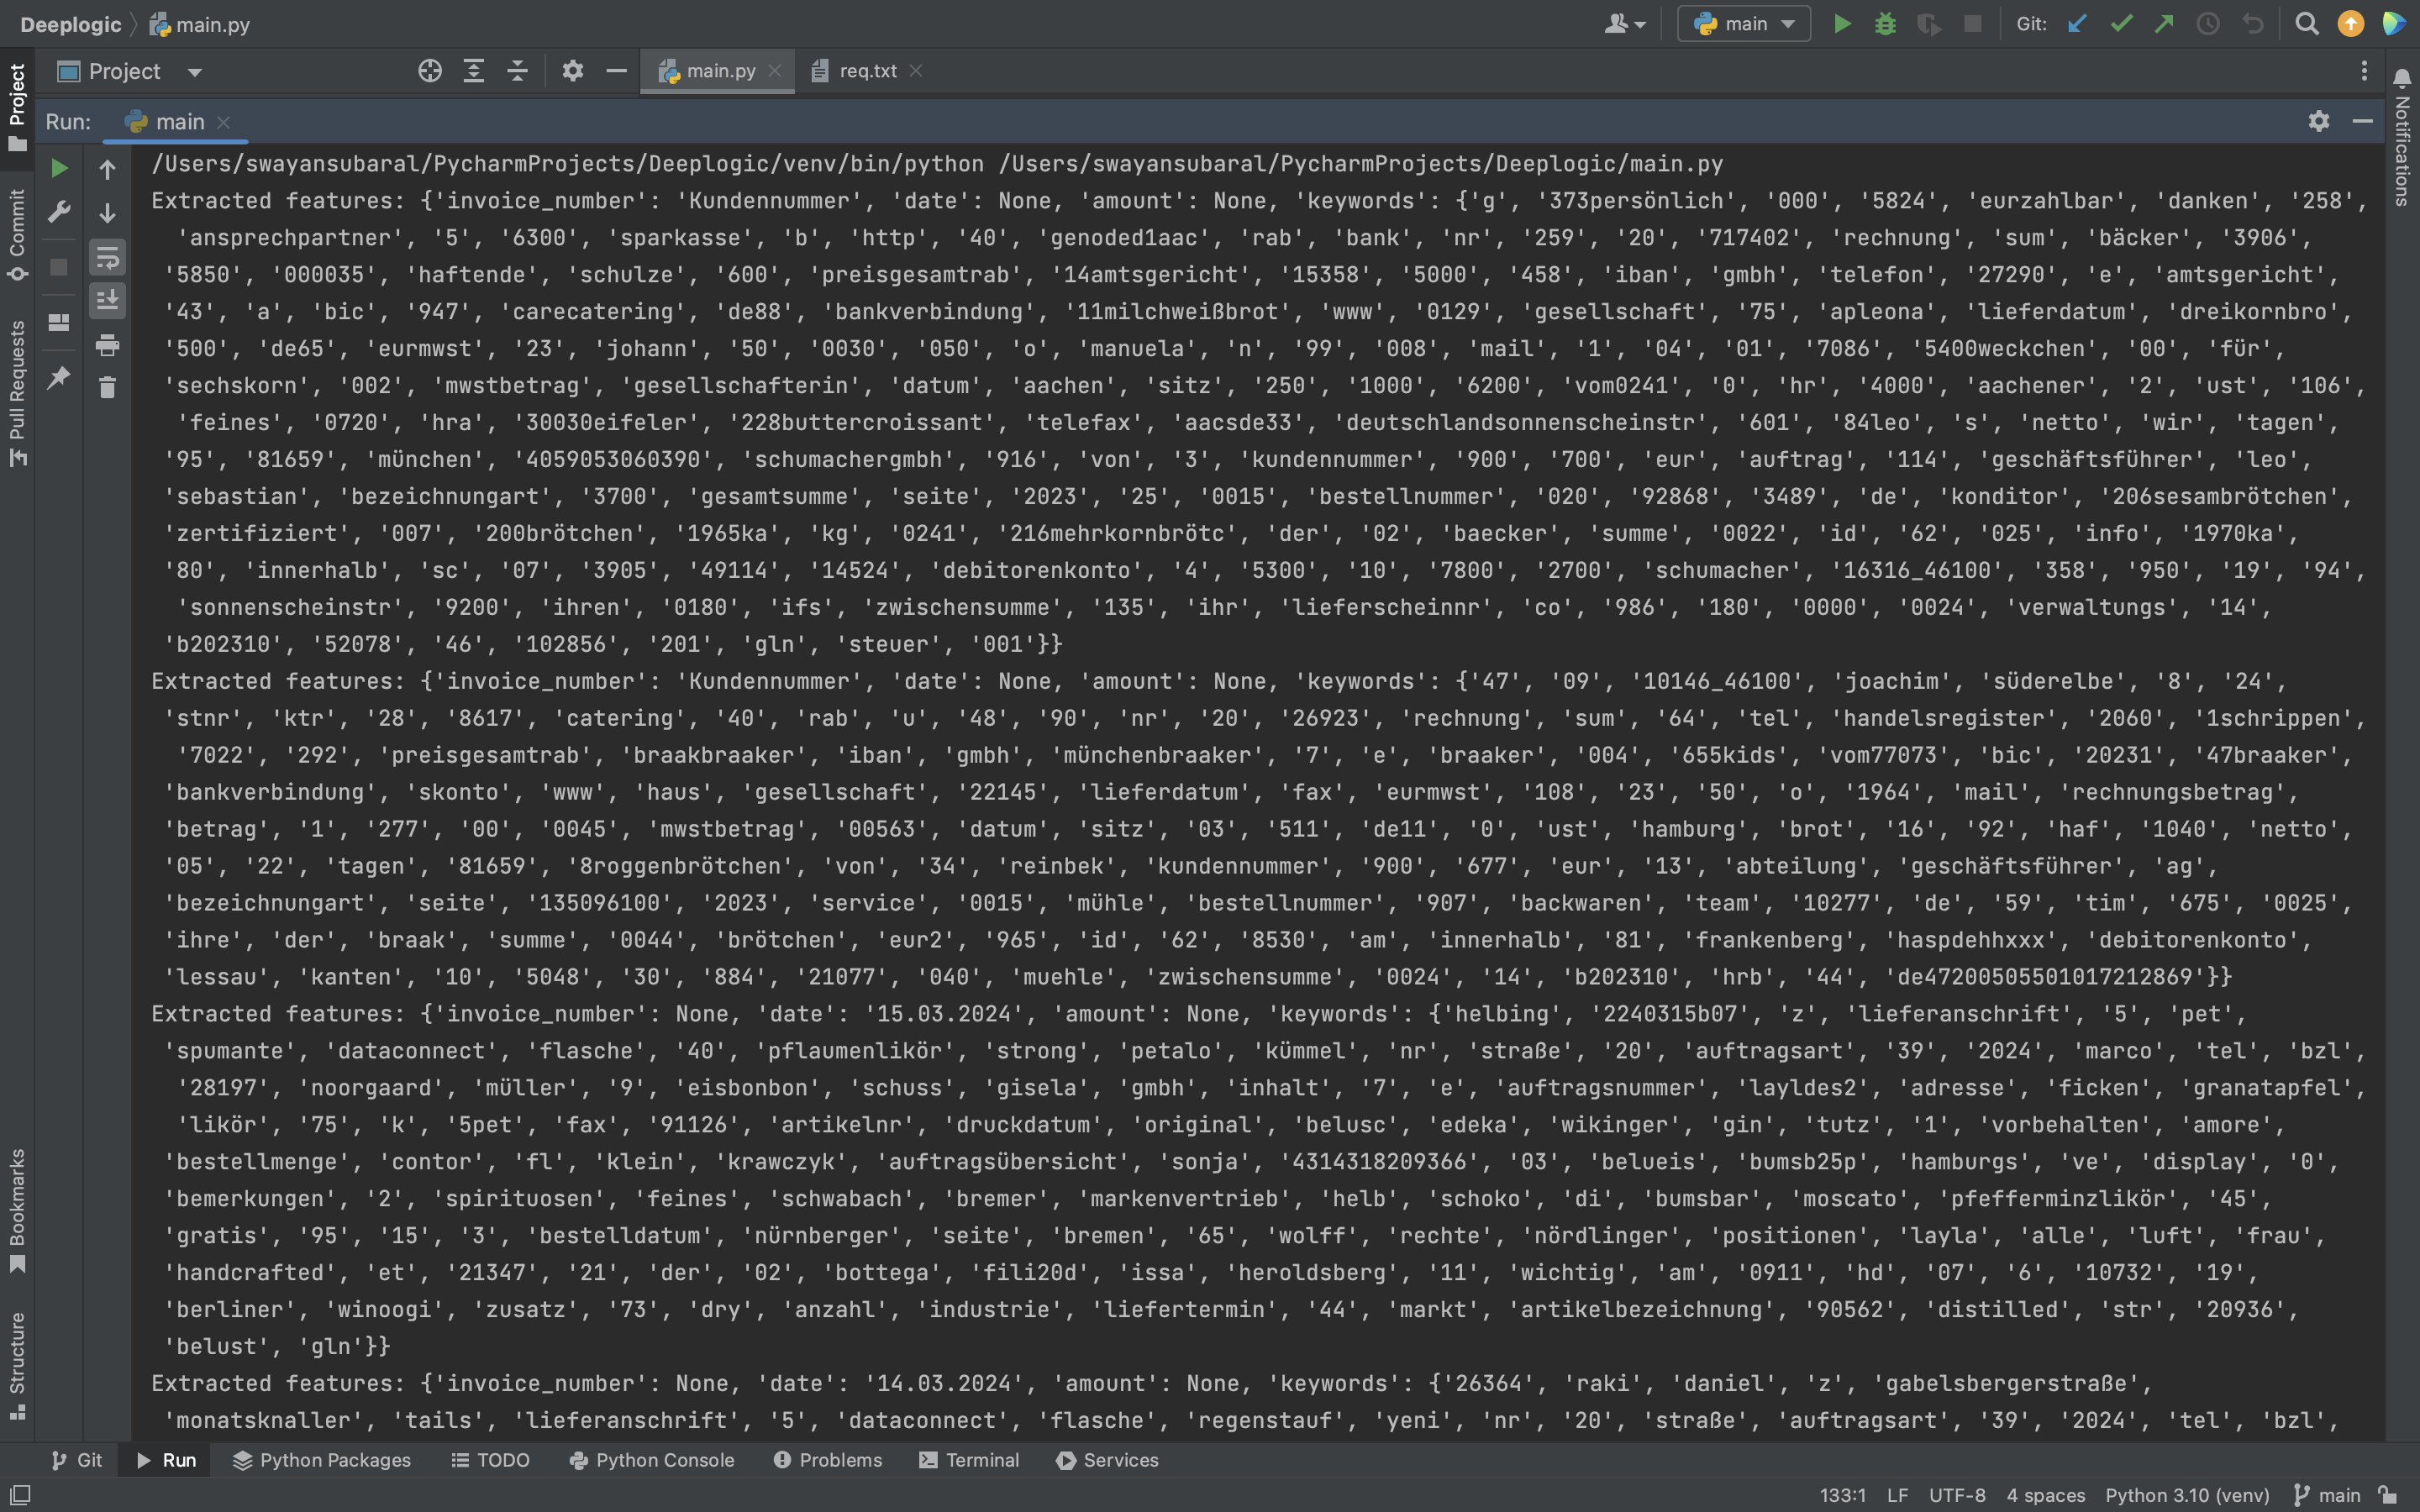 Deeplogic main.py
main
Git:
Project
main.py
req.txt
Run:
main
/Users/swayansubaral/PycharmProjects/Deeplogic/venv/bin/python /Users/swayansubaral/PycharmProjects/Deeplogic/main.py
Extracted features: {'invoice_number': 'Kundennummer', 'date': None, 'amount': None, 'keywords': {'g', '373persönlich', '000', '5824', 'eurzahlbar', 'danken', '258',
'ansprechpartner', '5', '6300', 'sparkasse', 'b', 'http', '40', 'genoded1aac', 'rab', 'bank', 'nr', '259', '20', '717402', 'rechnung', 'sum', 'bäcker', '3906',
'5850', '000035', 'haftende', 'schulze', '600', 'preisgesamtrab', '14amtsgericht', '15358', '5000', '458', 'iban', 'gmbh', 'telefon', '27290', 'e', 'amtsgericht',
'43', 'a', 'bic', '947', 'carecatering', 'de88', 'bankverbindung', '11milchweißbrot', 'www', '0129', 'gesellschaft', '75', 'apleona', 'lieferdatum', 'dreikornbro',
'500', 'de65', 'eurmwst', '23', 'johann', '50', '0030', '050', 'o', 'manuela', 'n', '99', '008', 'mail', '1', '04', '01', '7086', '5400weckchen', '00', 'für',
'sechskorn', '002', 'mwstbetrag', 'gesellschafterin', 'datum', 'aachen', 'sitz', '250', '1000', '6200', 'vom0241', '0', 'hr', '4000', 'aachener', '2', 'ust', '106',
'feines', '0720', 'hra', '30030eifeler', '228buttercroissant', 'telefax', 'aacsde33', 'deutschlandsonnenscheinstr', '601', '84leo', 's', 'netto', 'wir', 'tagen',
'95', '81659', 'münchen', '4059053060390', 'schumachergmbh', '916', 'von', '3', 'kundennummer', '900', '700', 'eur', 'auftrag', '114', 'geschäftsführer', 'leo',
'sebastian', 'bezeichnungart', '3700', 'gesamtsumme', 'seite', '2023', '25', '0015', 'bestellnummer', '020', '92868', '3489', 'de', 'konditor', '206sesambrötchen',
'zertifiziert', '007', '200brötchen', '1965ka', 'kg', '0241', '216mehrkornbrötc', 'der', '02', 'baecker', 'summe', '0022', 'id', '62', '025', 'info', '1970ka',
'80', 'innerhalb', 'sc', '07', '3905', '49114', '14524', 'debitorenkonto', '4', '5300', '10', '7800', '2700', 'schumacher', '16316_46100', '358', '950', '19', '94',
'sonnenscheinstr', '9200', 'ihren', '0180', 'ifs', 'zwischensumme', '135', 'ihr', 'lieferscheinnr', 'co', '986', '180', '0000', '0024', 'verwaltungs', '14',
'b202310', '52078', '46', '102856', '201', 'gln', 'steuer', '001'}}
Extracted features: {'invoice_number': 'Kundennummer', 'date': None, 'amount': None, 'keywords': {'47', '09', '10146_46100', 'joachim', 'süderelbe', '8', '24',
'stnr', 'ktr', '28', '8617', 'catering', '40', 'rab', 'u', '48', '90', 'nr', '20', '26923', 'rechnung', 'sum', '64', 'tel', 'handelsregister', '2060', '1schrippen',
'7022', '292', 'preisgesamtrab', 'braakbraaker', 'iban', 'gmbh', 'münchenbraaker', '7', 'e', 'braaker', '004', '655kids', 'vom77073', 'bic', '20231', '47braaker',
'bankverbindung', 'skonto', 'www', 'haus', 'gesellschaft', '22145', 'lieferdatum', 'fax', 'eurmwst', '108', '23', '50', 'o', '1964', 'mail', 'rechnungsbetrag',
'betrag', '1', '277', '00', '0045', 'mwstbetrag', '00563', 'datum', 'sitz', '03', '511', 'de11', '0', 'ust', 'hamburg', 'brot', '16', '92', 'haf', '1040', 'netto',
'05', '22', 'tagen', '81659', '8roggenbrötchen', 'von', '34', 'reinbek', 'kundennummer', '900', '677', 'eur', '13', 'abteilung', 'geschäftsführer', 'ag',
'bezeichnungart', 'seite', '135096100', '2023', 'service', '0015', 'mühle', 'bestellnummer', '907', 'backwaren', 'team', '10277', 'de', '59', 'tim', '675', '0025',
'ihre', 'der', 'braak', 'summe', '0044', 'brötchen', 'eur2', '965', 'id', '62', '8530', 'am', 'innerhalb', '81', 'frankenberg', 'haspdehhxxx', 'debitorenkonto',
'lessau', 'kanten', '10', '5048', '30', '884', '21077', '040', 'muehle', 'zwischensumme', '0024', '14', 'b202310', 'hrb', '44', 'de47200505501017212869'}}
Extracted features: {'invoice_number': None, 'date': '15.03.2024', 'amount': None, 'keywords': {'helbing', '2240315b07', 'z', 'lieferanschrift', '5', 'pet',
'spumante', 'dataconnect', 'flasche', '40', 'pflaumenlikör', 'strong', 'petalo', 'kümmel', 'nr', 'straße', '20', 'auftragsart', '39', '2024', 'marco', 'tel', 'bzl',
'28197', 'noorgaard', 'müller', '9', 'eisbonbon', 'schuss', 'gisela', 'gmbh', 'inhalt', '7', 'e', 'auftragsnummer', 'layldes2', 'adresse', 'ficken', 'granatapfel',
'likör', '75', 'k', '5pet', 'fax', '91126', 'artikelnr', 'druckdatum', 'original', 'belusc', 'edeka', 'wikinger', 'gin', 'tutz', '1', 'vorbehalten', 'amore',
'bestellmenge', 'contor', 'fl', 'klein', 'krawczyk', 'auftragsübersicht', 'sonja', '4314318209366', '03', 'belueis', 'bumsb25p', 'hamburgs', 've', 'display', '0',
'bemerkungen', '2', 'spirituosen', 'feines', 'schwabach', 'bremer', 'markenvertrieb', 'helb', 'schoko', 'di', 'bumsbar', 'moscato', 'pfefferminzlikör', '45',
'gratis', '95', '15', '3', 'bestelldatum', 'nürnberger', 'seite', 'bremen', '65', 'wolff', 'rechte', 'nördlinger', 'positionen', 'layla', 'alle', 'luft', 'frau',
'handcrafted', 'et', '21347', '21', 'der', '02', 'bottega', 'fili20d', 'issa', 'heroldsberg', '11', 'wichtig', 'am', '0911', 'hd', '07', '6', '10732', '19',
'berliner', 'winoogi', 'zusatz', '73', 'dry', 'anzahl', 'industrie', 'liefertermin', '44', 'markt', 'artikelbezeichnung', '90562', 'distilled', 'str', '20936',
'belust', 'gln'}}
Extracted features: {'invoice_number': None, 'date': '14.03.2024', 'amount': None, 'keywords': {'26364', 'raki', 'daniel', 'z', 'gabelsbergerstraße',
'monatsknaller', 'tails', 'lieferanschrift', '5', 'dataconnect', 'flasche', 'regenstauf', 'yeni', 'nr', '20', 'straße', 'auftragsart', '39', '2024', 'tel', 'bzl',
Project
Commit
Pull Requests
Bookmarks
Structure
Notifications
Git
Run
Python Packages
TODO
Python Console
Problems
Terminal
Services
133:1 LF UTF-8 4 spaces Python 3.10 (venv) main